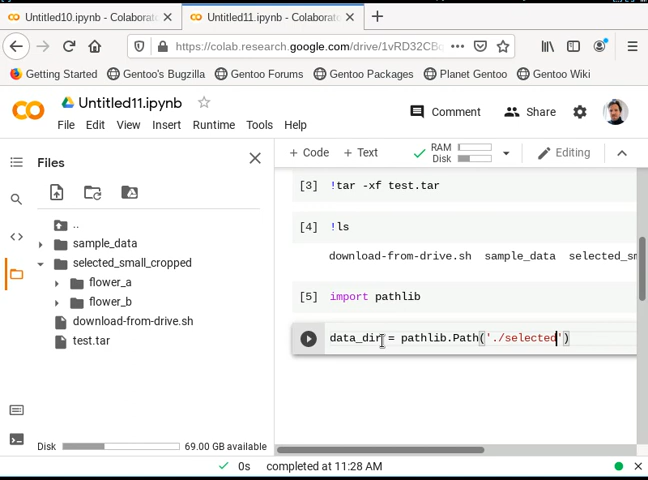 Untitled10.ipynb - Colaborat
Untitled11.ipynb - Colaborat
https://colab.research.google.com/drive/1vRD32CBc
Getting Started
Gentoo's Bugzilla
Gentoo Forums
Gentoo Packages
Planet Gentoo
Gentoo Wiki
Untitled11.ipynb
Comment
Share
File Edit View Insert Runtime Tools Help
Files
+ Code + Text
RAM
Disk
Editing
..
sample_data
selected_small_cropped
flower_a
flower_b
download-from-drive.sh
test.tar
[3] !tar -xf test.tar
[4] !ls
download-from-drive.sh sample_data selected_sm
[5] import pathlib
data_dir = pathlib.Path('./selected')
Disk 69.00 GB available
0s completed at 11:28 AM